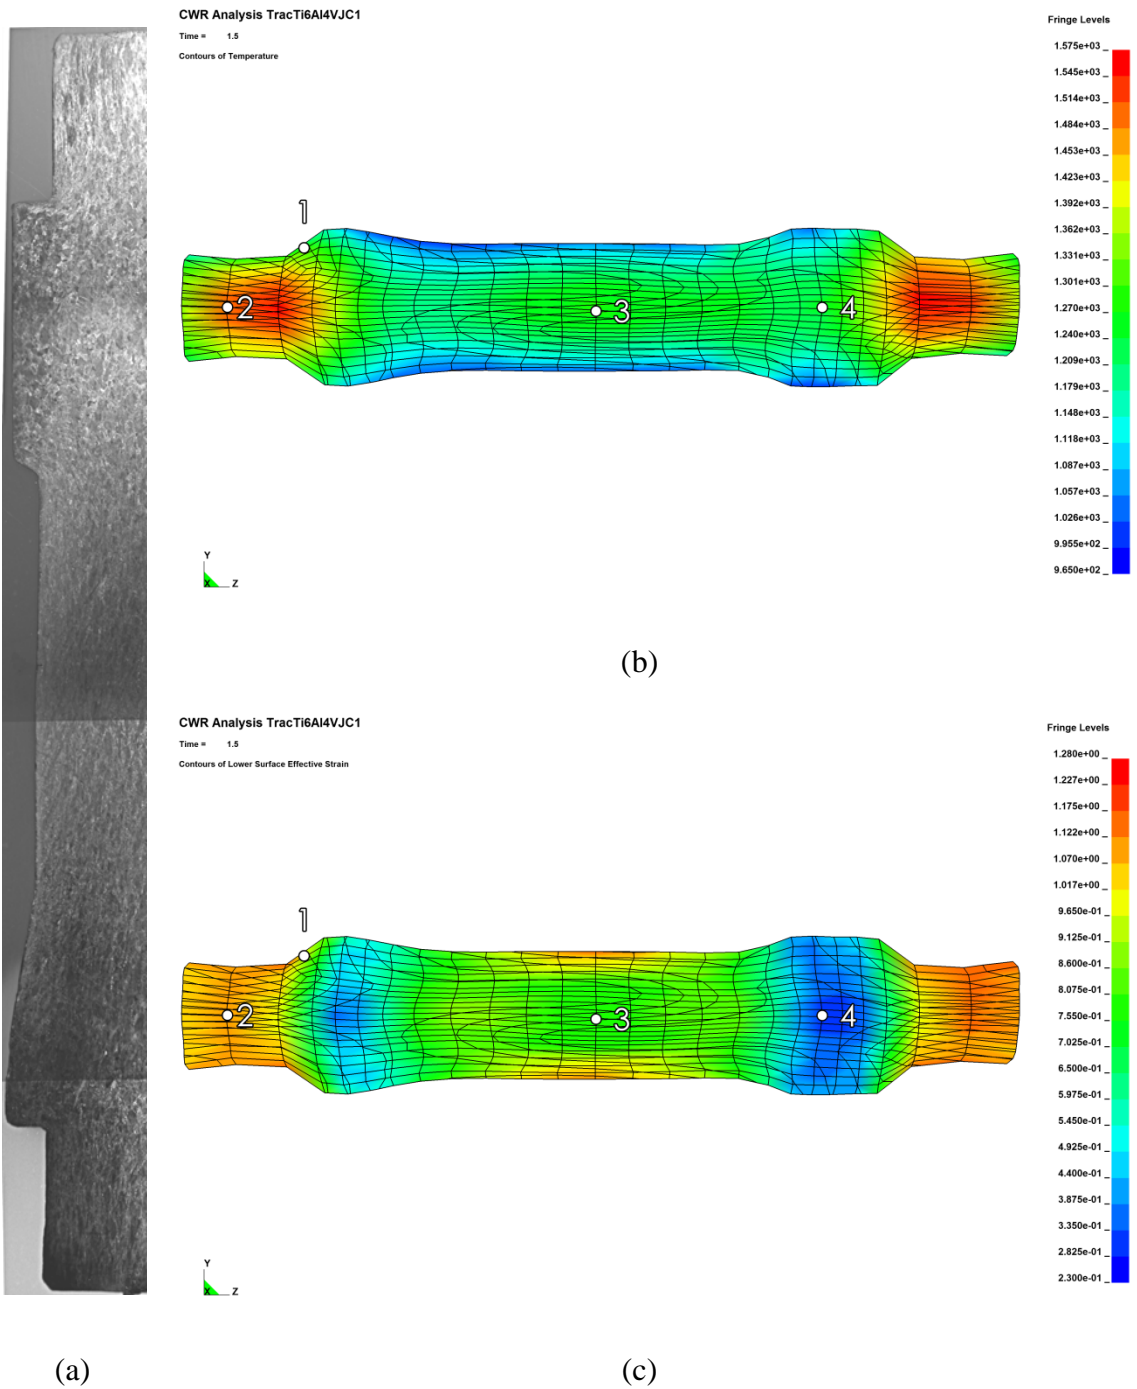 CWR Analysis TracTi6Al4VJC1
Time = 1.5
Contours of Temperature
Fringe Levels
1.575e+03
1.545e+03
1.514e+03
1.484e+03
1.453e+03
1.423e+03
1.392e+03
1.362e+03
1.331e+03
1.301e+03
1.270e+03
1.240e+03
1.209e+03
1.179e+03
1.148e+03
1.118e+03
1.087e+03
1.057e+03
1.026e+03
9.955e+02
9.650e+02
1
2
3
4
Y
X Z
(b)
CWR Analysis TracTi6Al4VJC1
Time = 1.5
Contours of Lower Surface Effective Strain
Fringe Levels
1.280e+00
1.227e+00
1.175e+00
1.122e+00
1.070e+00
1.017e+00
9.650e-01
9.125e-01
8.600e-01
8.075e-01
7.550e-01
7.025e-01
6.500e-01
5.975e-01
5.450e-01
4.925e-01
4.400e-01
3.875e-01
3.350e-01
2.825e-01
2.300e-01
1
2
3
4
Y
X Z
(a)
(c)